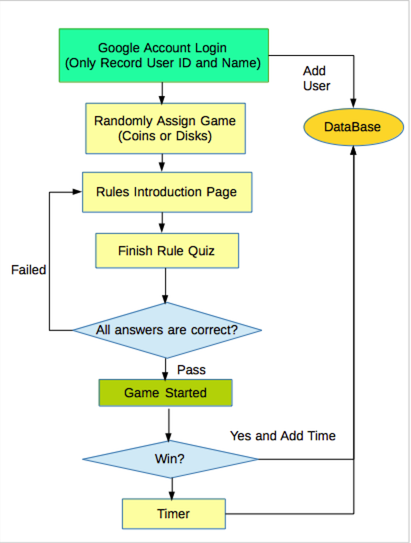 Google Account Login
(Only Record User ID and Name)
Add
User
Randomly Assign Game
(Coins or Disks)
DataBase
Rules Introduction Page
Finish Rule Quiz
Failed
All answers are correct?
Pass
Game Started
Yes and Add Time
Win?
Timer